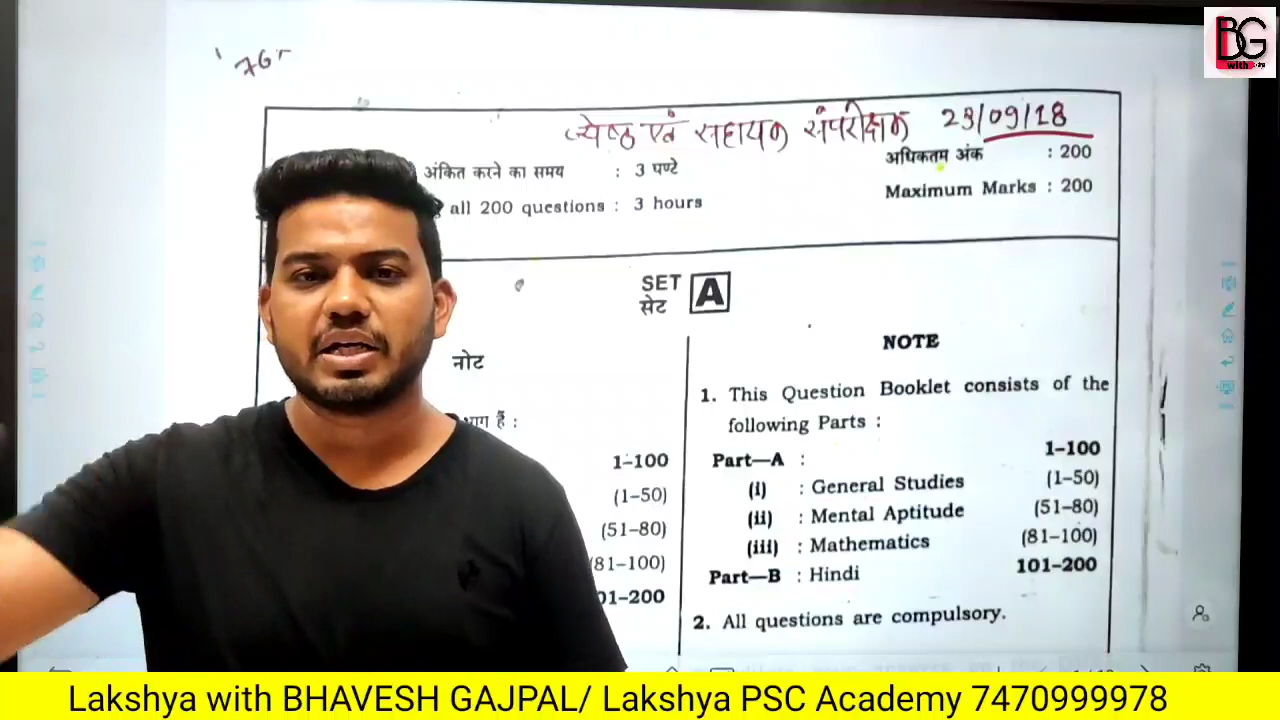 BG
with
ज्येष्ठ एवं सहायक संपरीक्षक 23/09/18
अंकित करने का समय : 3 घण्टे
अधिकतम अंक : 200
all 200 questions : 3 hours
Maximum Marks : 200
SET
सेट
A
नोट
भाग हैं :
1–100
(1–50)
(51–80)
(81–100)
01–200
NOTE
1. This Question Booklet consists of the
following Parts :
Part—A : 1–100
(i) : General Studies (1–50)
(ii) : Mental Aptitude (51–80)
(iii) : Mathematics (81–100)
Part—B : Hindi 101–200
2. All questions are compulsory.
Lakshya with BHAVESH GAJPAL/ Lakshya PSC Academy 7470999978